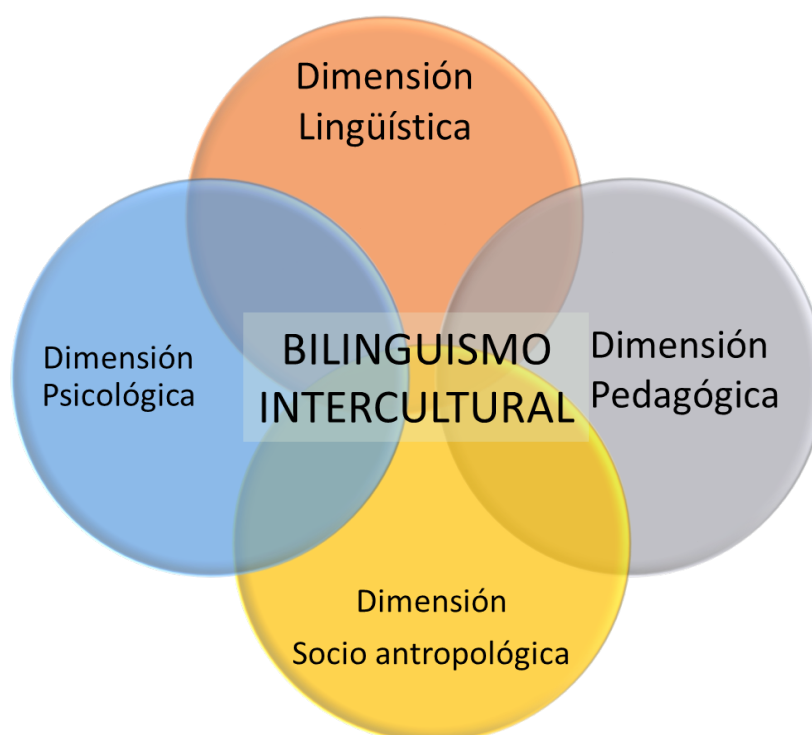 Dimensión
Lingüística
Dimensión
Psicológica
BILINGUISMO
INTERCULTURAL
Dimensión
Pedagógica
Dimensión
Socio antropológica